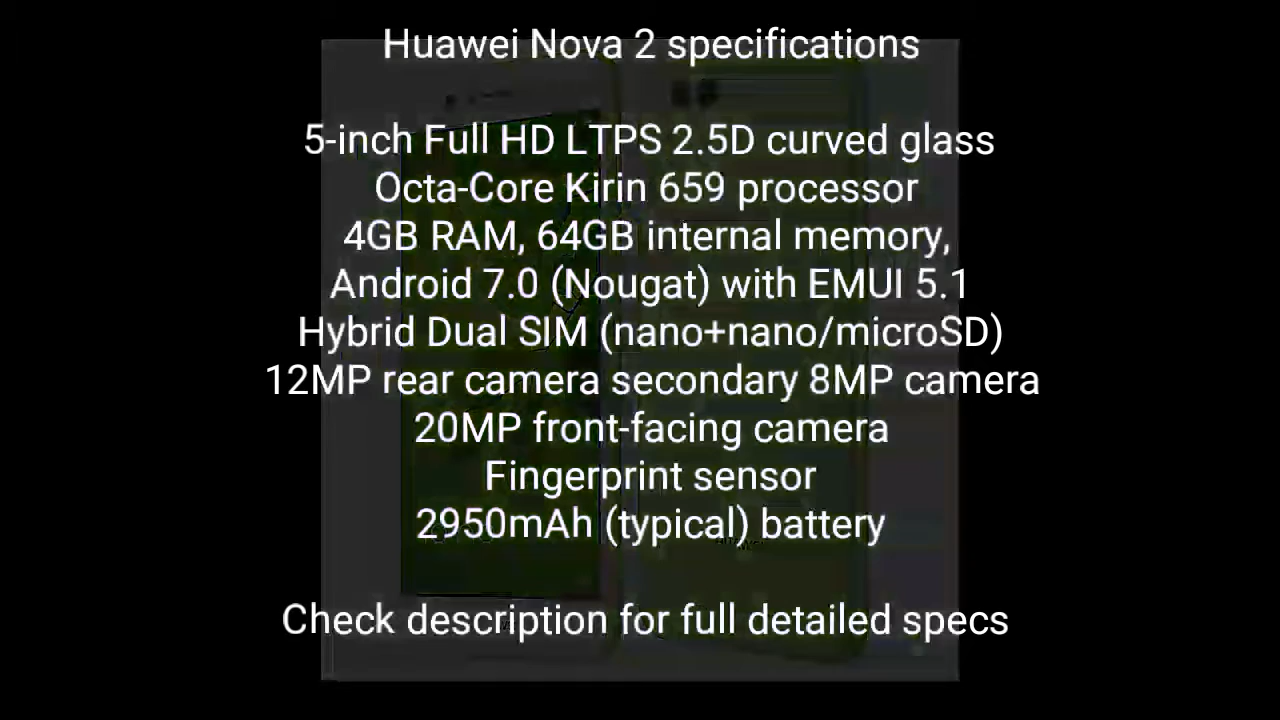 Huawei Nova 2 specifications
5-inch Full HD LTPS 2.5D curved glass
Octa-Core Kirin 659 processor
4GB RAM, 64GB internal memory,
Android 7.0 (Nougat) with EMUI 5.1
Hybrid Dual SIM (nano+nano/microSD)
12MP rear camera secondary 8MP camera
20MP front-facing camera
Fingerprint sensor
2950mAh (typical) battery
Check description for full detailed specs